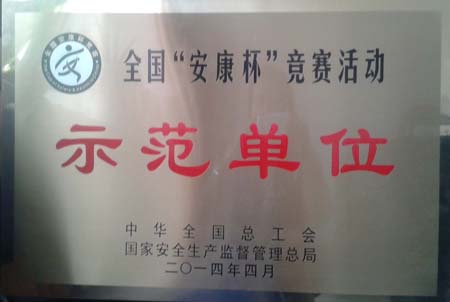 全国“安康杯”竞赛活动
示范单位
中华全国总工会
国家安全生产监督管理总局
二〇一四年四月